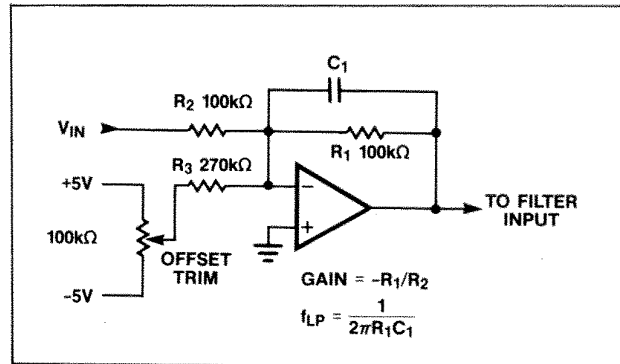 C1
R2 100kΩ
VIN
R1 100kΩ
R3 270kΩ
+5V
−
+
TO FILTER
INPUT
100kΩ
OFFSET
TRIM
–5V
GAIN = –R1/R2
fLP = 1 / 2πR1C1